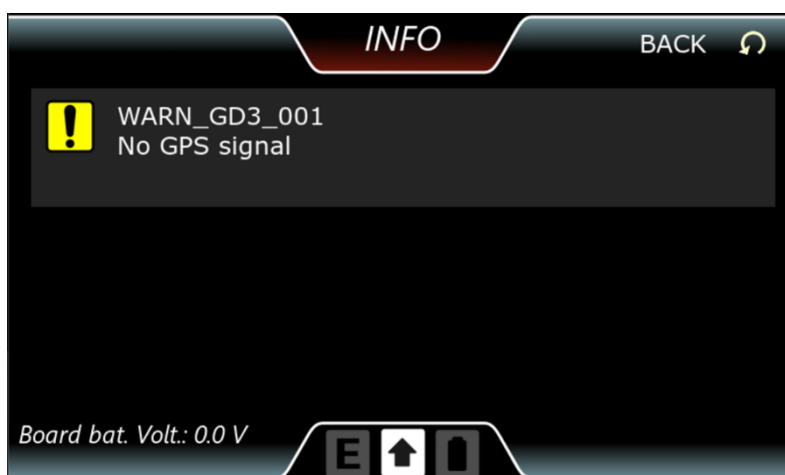 INFO
BACK
WARN_GD3_001
No GPS signal
Board bat. Volt.: 0.0 V
E